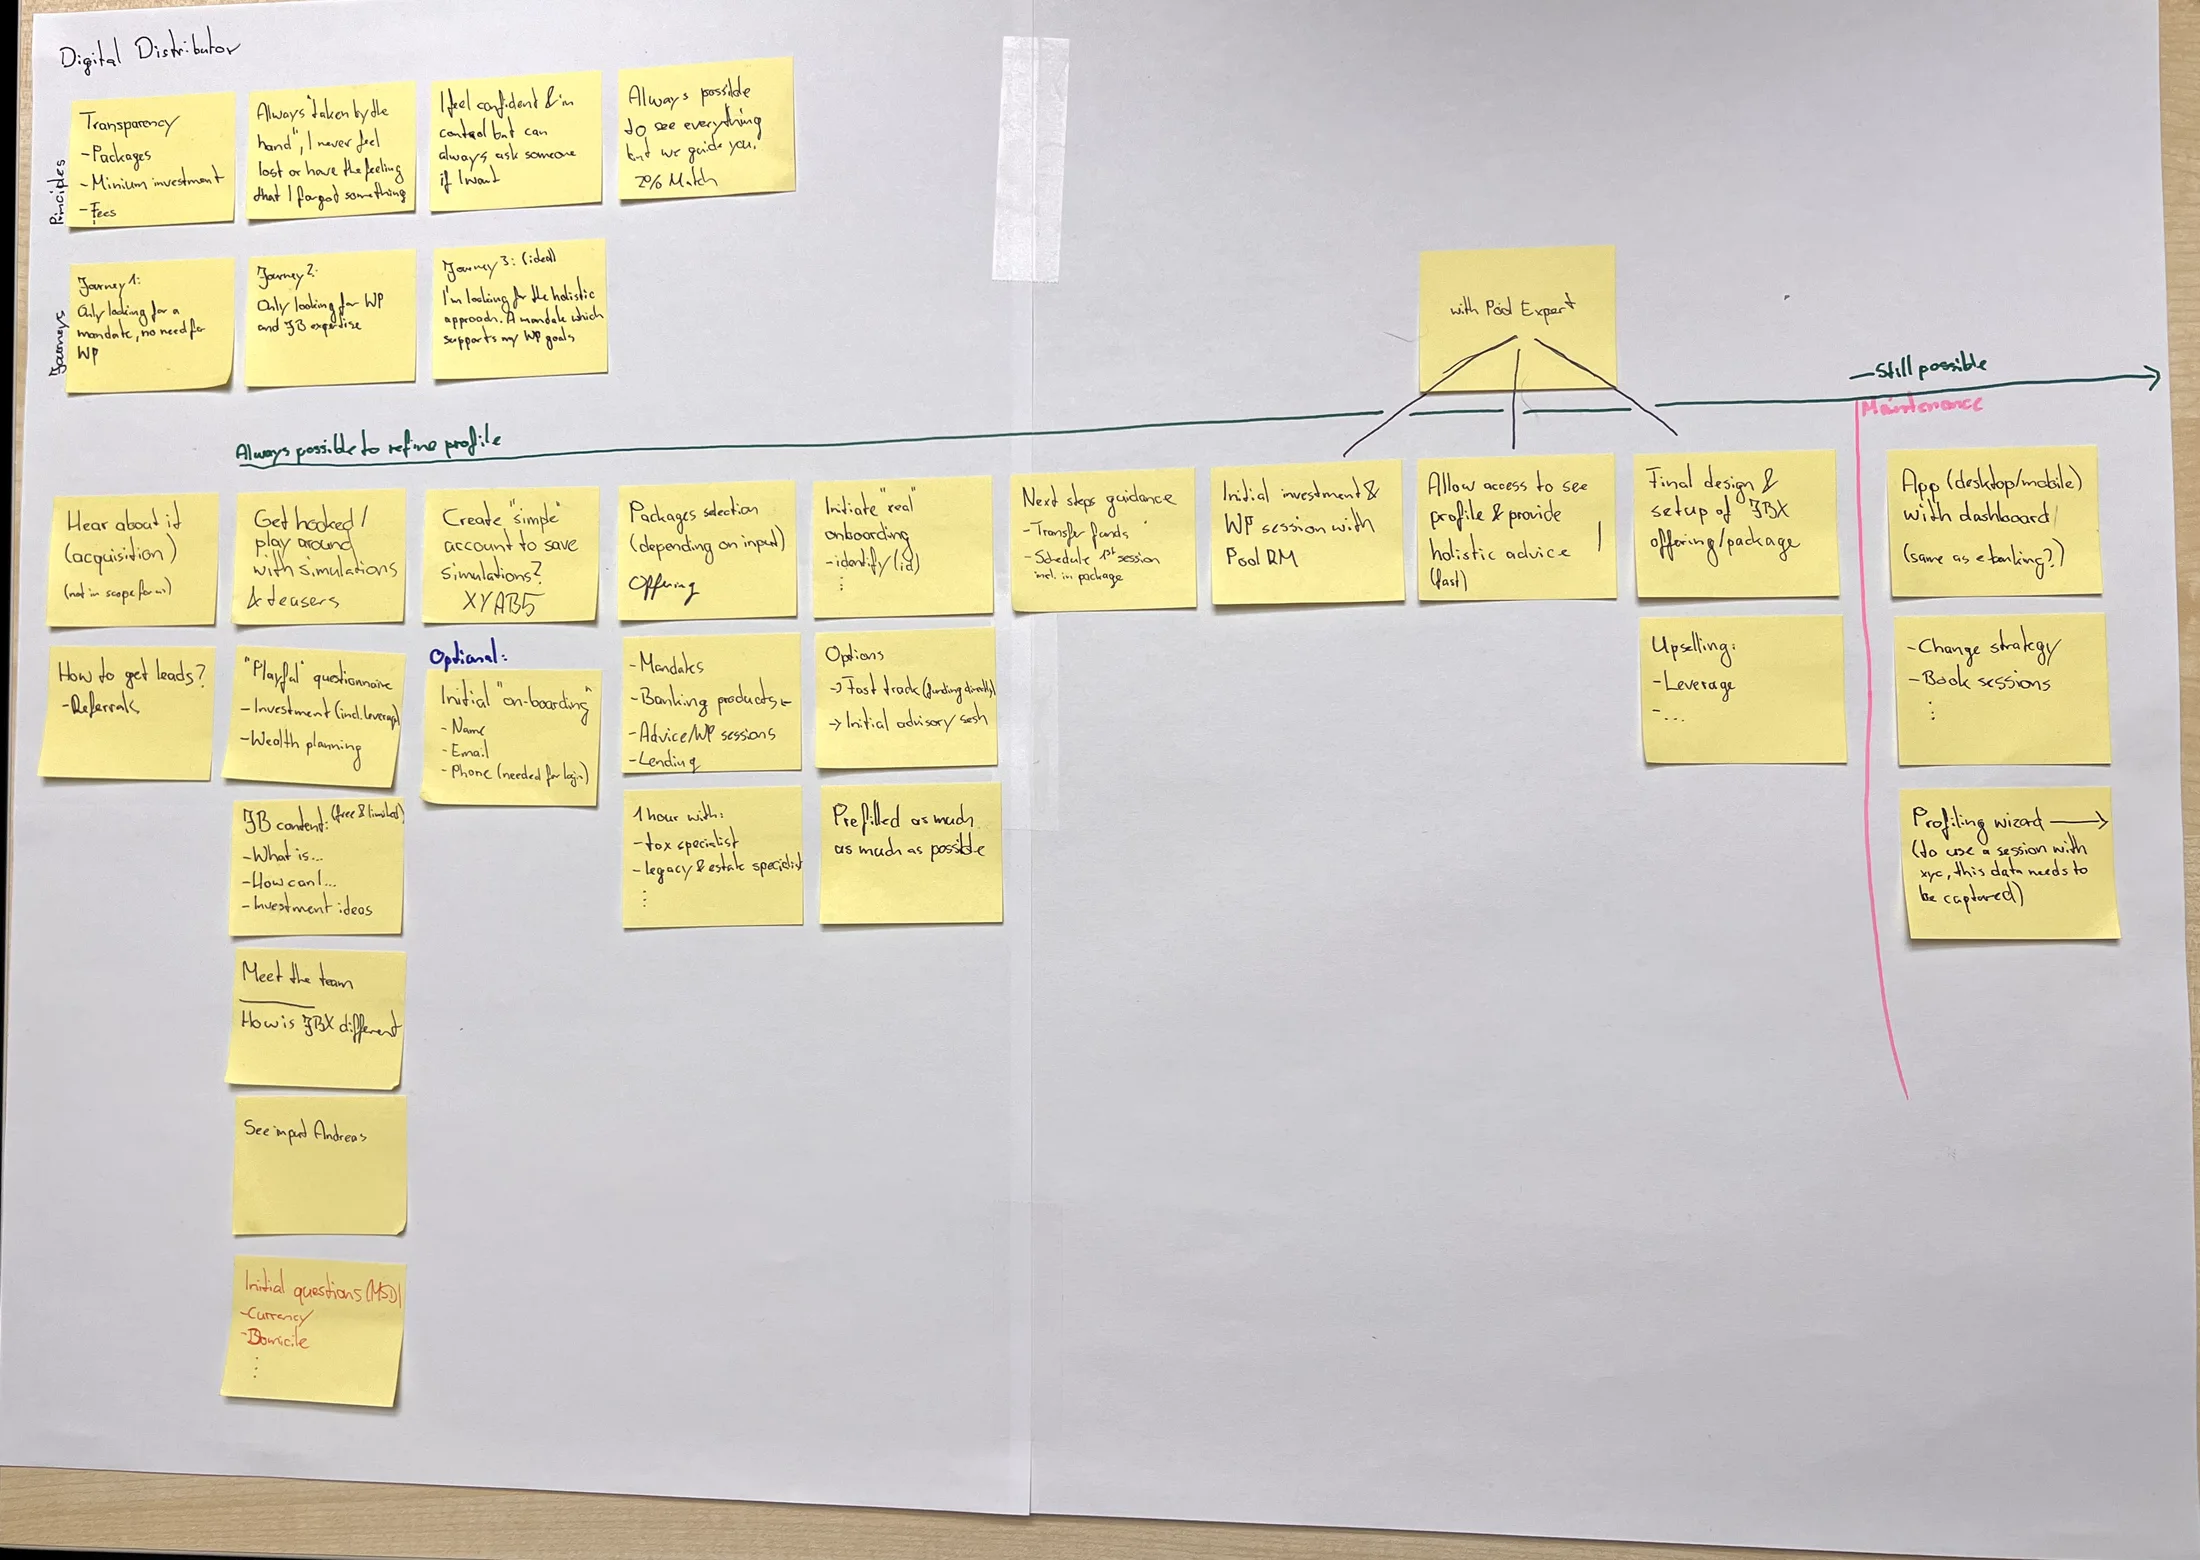 Digital Distributor
Principles
Transparency
- Packages
- Minium investment
- Fees
Always "taken by the
hand", I never feel
lost or have the feeling
that I forgot something
I feel confident & in
control but can
always ask someone
if I want
Always possible
to see everything
but we guide you.
% Match
Journeys
Journey 1:
Only looking for a
mandate, no need for
WP
Journey 2:
Only looking for WP
and JB expertise
Journey 3: (ideal)
I'm looking for the holistic
approach. A mandate which
supports my WP goals
with Pool Expert
Always possible to refine profile
- Still possible
Maintenance
Hear about it
(acquisition)
(not in scope for us)
How to get leads?
- Referrals
Get hooked /
play around
with simulations
& teasers
"Playful" questionnaire
- Investment (incl. leverage)
- Wealth planning
JB content: (free & limited)
- What is...
- How can I...
- Investment ideas
Meet the team
How is JBX different
See input Andreas
Initial questions (MSD)
- Currency
- Domicile
⋮
Create "simple"
account to save
simulations?
XYAB5
Optional:
Initial "on-boarding"
- Name
- Email
- Phone (needed for login)
Packages selection
(depending on input)
Offering
- Mandates
- Banking products
- Advice/WP sessions
- Lending
1 hour with:
- tax specialist
- legacy & estate specialist
⋮
Initiate "real"
onboarding
- identify (id)
⋮
Options
-> Fast track (funding directly)
-> Initial advisory sesh
Prefilled as much
as much as possible
Next steps guidance
- Transfer funds
- Schedule 1st session
incl. in package
Initial investment &
WP session with
Pool RM
Allow access to see
profile & provide
holistic advice
(fast)
Final design &
setup of JBX
offering/package
Upselling:
- Leverage
- ...
App (desktop/mobile)
with dashboard
(same as ebanking?)
- Change strategy
- Book sessions
⋮
Profiling wizard →
(to use a session with
xyc, this data needs to
be captured)